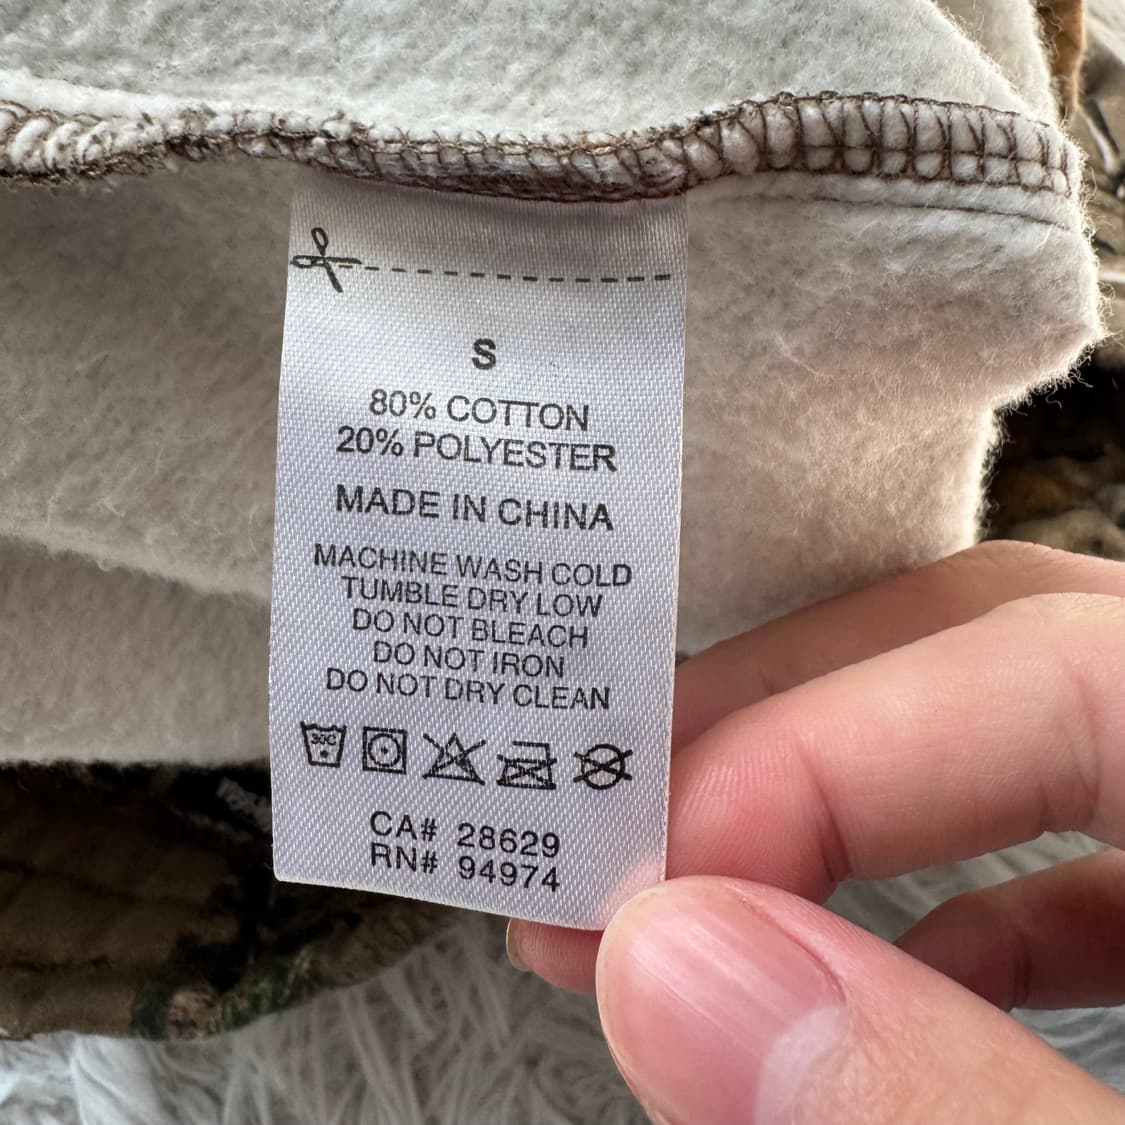 S
80% COTTON
20% POLYESTER
MADE IN CHINA
MACHINE WASH COLD
TUMBLE DRY LOW
DO NOT BLEACH
DO NOT IRON
DO NOT DRY CLEAN
30C
CA# 28629
RN# 94974